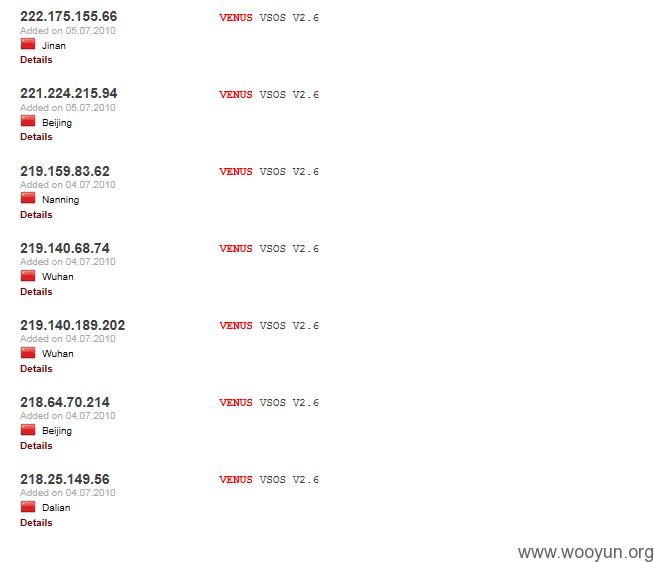 222.175.155.66 VENUS VSOS V2.6
Added on 05.07.2010
Jinan
Details
221.224.215.94 VENUS VSOS V2.6
Added on 05.07.2010
Beijing
Details
219.159.83.62 VENUS VSOS V2.6
Added on 04.07.2010
Nanning
Details
219.140.68.74 VENUS VSOS V2.6
Added on 04.07.2010
Wuhan
Details
219.140.189.202 VENUS VSOS V2.6
Added on 04.07.2010
Wuhan
Details
218.64.70.214 VENUS VSOS V2.6
Added on 04.07.2010
Beijing
Details
218.25.149.56 VENUS VSOS V2.6
Added on 04.07.2010
Dalian
Details
www.wooyun.org